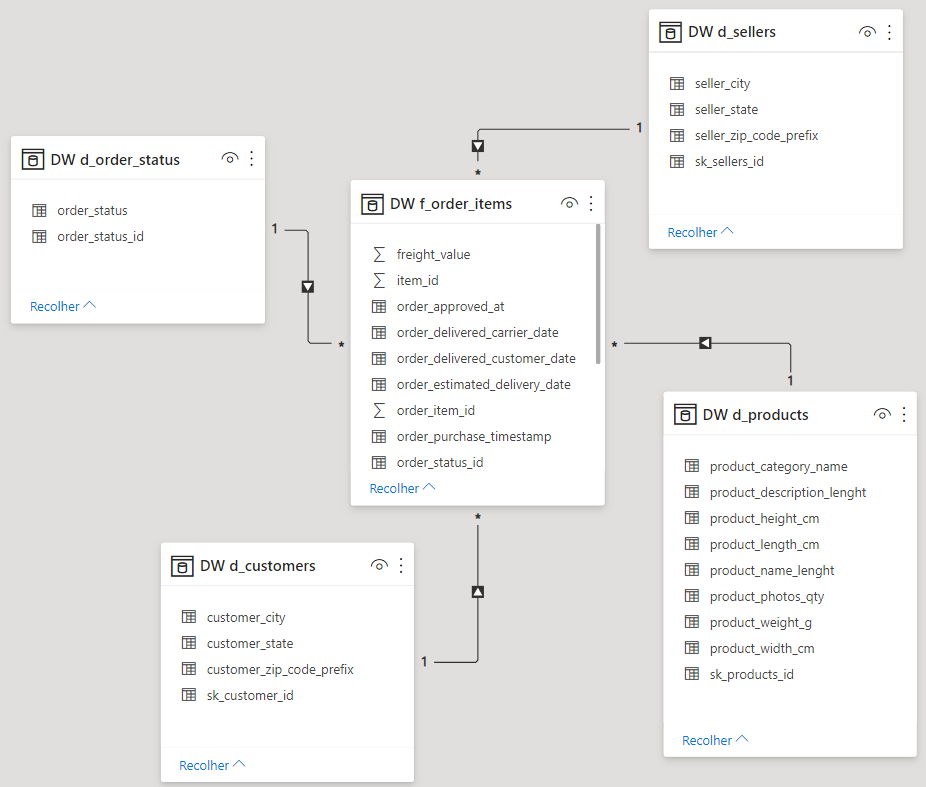 DW d_sellers
seller_city
seller_state
seller_zip_code_prefix
sk_sellers_id
Recolher
1
*
DW d_order_status
order_status
order_status_id
Recolher
1
*
DW f_order_items
freight_value
item_id
order_approved_at
order_delivered_carrier_date
order_delivered_customer_date
order_estimated_delivery_date
order_item_id
order_purchase_timestamp
order_status_id
Recolher
*
1
DW d_products
product_category_name
product_description_lenght
product_height_cm
product_length_cm
product_name_lenght
product_photos_qty
product_weight_g
product_width_cm
sk_products_id
Recolher
*
1
DW d_customers
customer_city
customer_state
customer_zip_code_prefix
sk_customer_id
Recolher